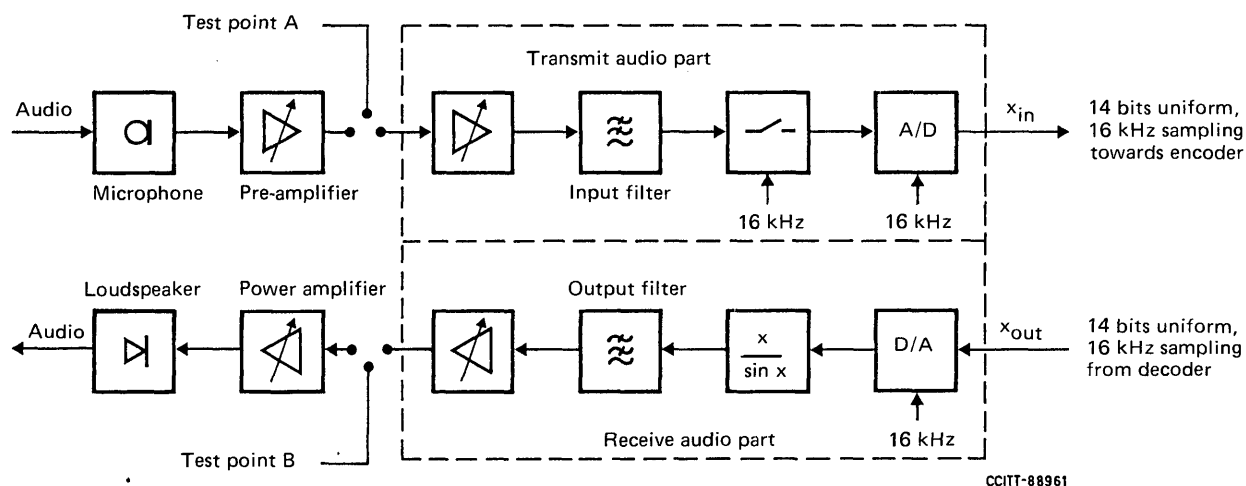 Test point A
Transmit audio part
Audio
x_in
14 bits uniform,
16 kHz sampling
towards encoder
A/D
Microphone
Pre-amplifier
Input filter
16 kHz
16 kHz
Loudspeaker
Power amplifier
Output filter
Audio
x_out
14 bits uniform,
16 kHz sampling
from decoder
x
sin x
D/A
16 kHz
Receive audio part
Test point B
CCITT-88961